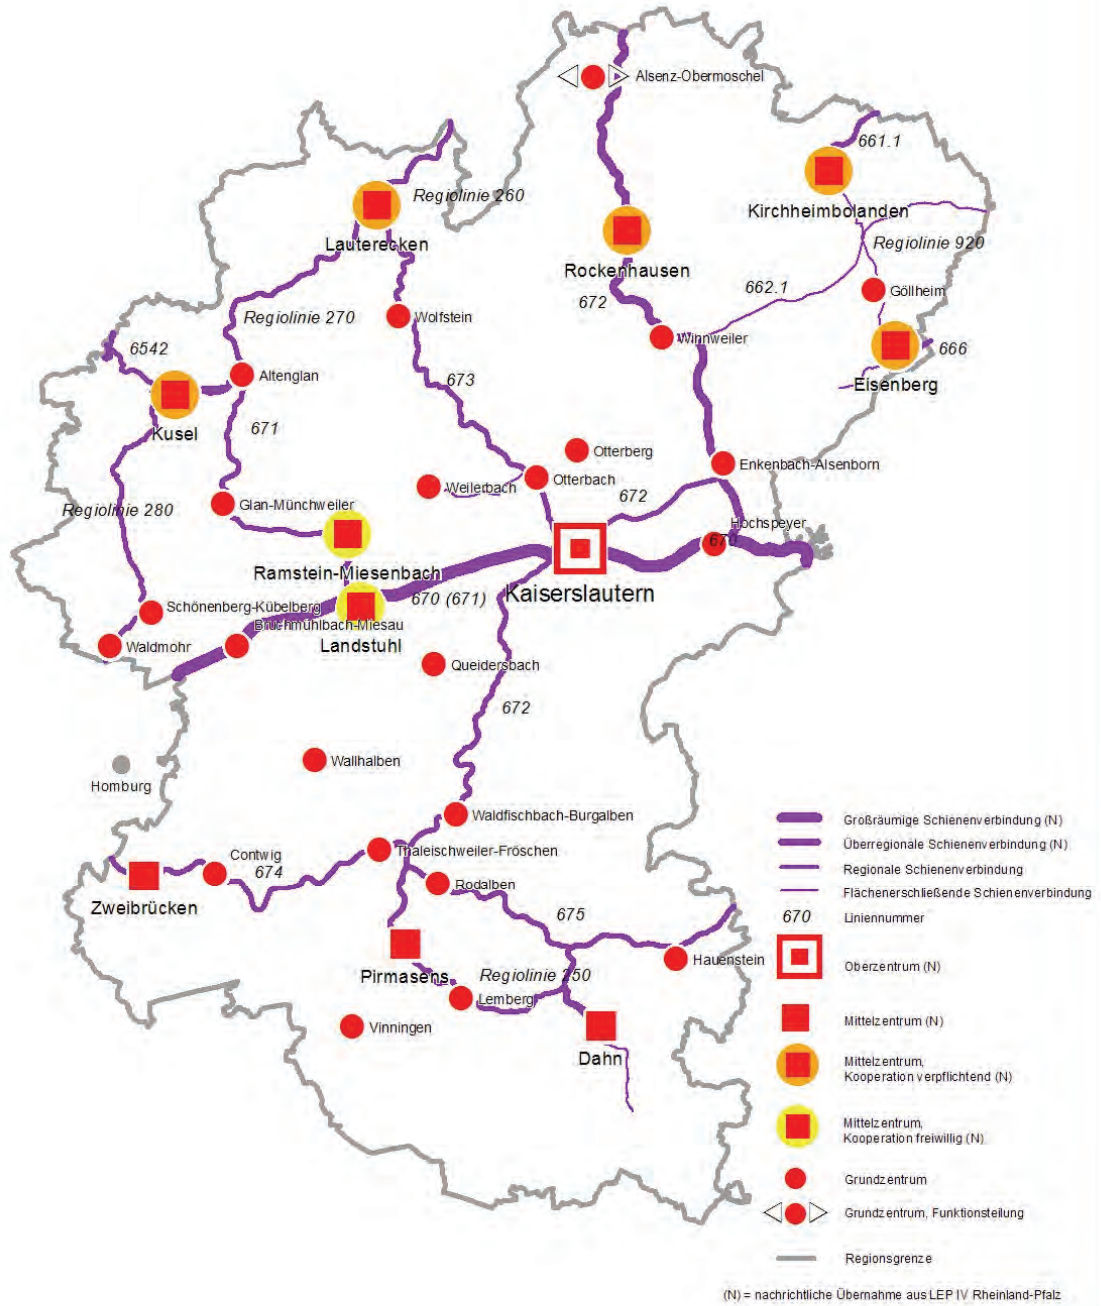 Alsenz-Obermoschel
661.1
Kirchheimbolanden
Regiolinie 260
Lauterecken
Regiolinie 920
Rockenhausen
662.1
Göllheim
672
Regiolinie 270
Wolfstein
Winnweiler
6542
666
Altenglan
673
Eisenberg
Kusel
671
Otterberg
Enkenbach-Alsenborn
Otterbach
Weilerbach
672
Glan-Münchweiler
Regiolinie 280
Hochspeyer
670
Ramstein-Miesenbach
Kaiserslautern
670 (671)
Schönenberg-Kübelberg
Bruchmühlbach-Miesau
Waldmohr
Landstuhl
Queidersbach
672
Wallhalben
Homburg
Waldfischbach-Burgalben
Thaleischweiler-Fröschen
Contwig
674
Rodalben
Zweibrücken
675
Hauenstein
Pirmasens
Regiolinie 250
Lemberg
Vinningen
Dahn
Großräumige Schienenverbindung (N)
Überregionale Schienenverbindung (N)
Regionale Schienenverbindung
Flächenerschließende Schienenverbindung
670 Liniennummer
Oberzentrum (N)
Mittelzentrum (N)
Mittelzentrum,
Kooperation verpflichtend (N)
Mittelzentrum,
Kooperation freiwillig (N)
Grundzentrum
Grundzentrum, Funktionsteilung
Regionsgrenze
(N) = nachrichtliche Übernahme aus LEP IV Rheinland-Pfalz